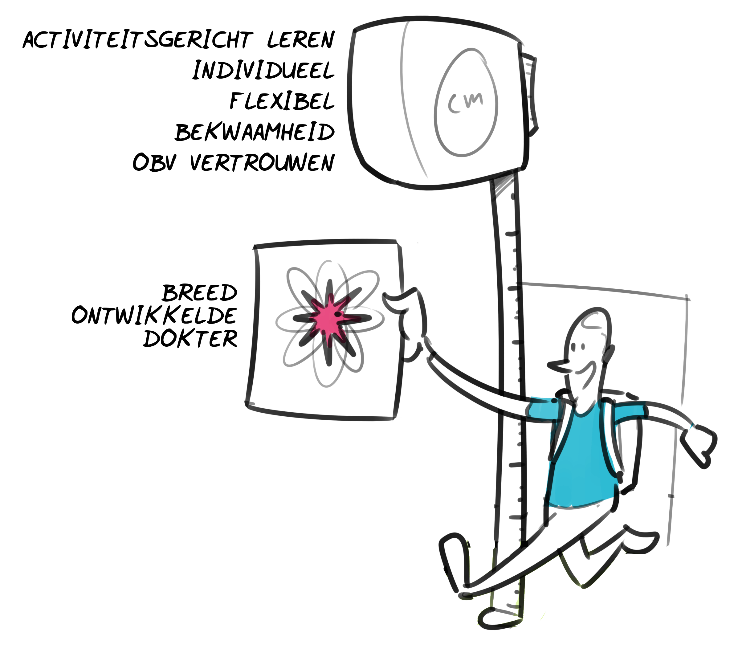 ACTIVITEITSGERICHT LEREN
INDIVIDUEEL
FLEXIBEL
BEKWAAMHEID
OBV VERTROUWEN
cm
BREED
ONTWIKKELDE
DOKTER